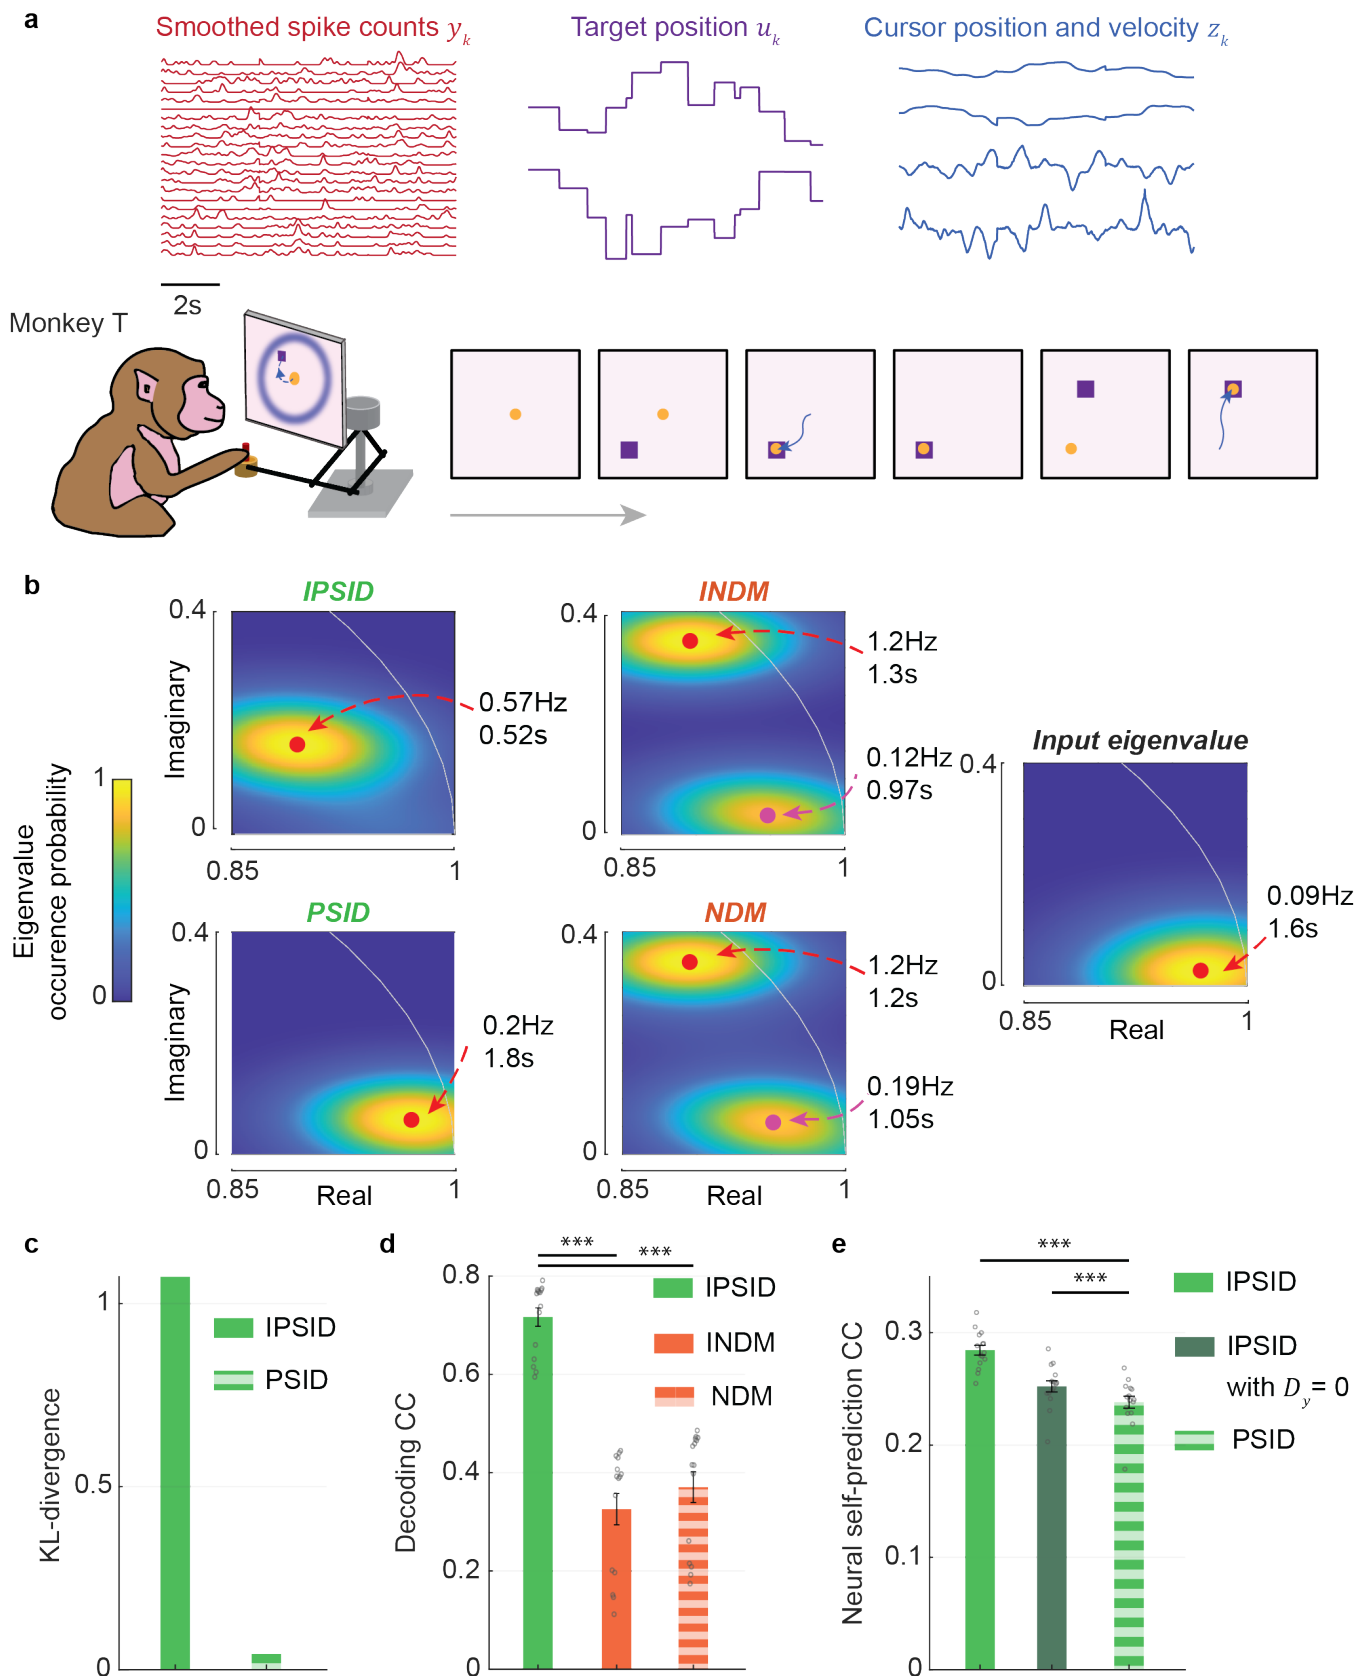 a
Smoothed spike counts y_k
Target position u_k
Cursor position and velocity z_k
2s
Monkey T
b
IPSID
INDM
0.4
0.4
Imaginary
0
0.85
1
0.57Hz
0.52s
0
0.85
1
1.2Hz
1.3s
0.12Hz
0.97s
Input eigenvalue
0.4
0
0.85
1
Real
0.09Hz
1.6s
Eigenvalue
occurence probability
1
0
PSID
NDM
0.4
0.4
Imaginary
0
0.85
1
Real
0.2Hz
1.8s
0
0.85
1
Real
1.2Hz
1.2s
0.19Hz
1.05s
c
KL-divergence
1
0.5
0
IPSID
PSID
d
Decoding CC
0.8
0.6
0.4
0.2
0
***
***
IPSID
INDM
NDM
e
Neural self-prediction CC
0.3
0.2
0.1
0
***
***
IPSID
IPSID
with D_y= 0
PSID